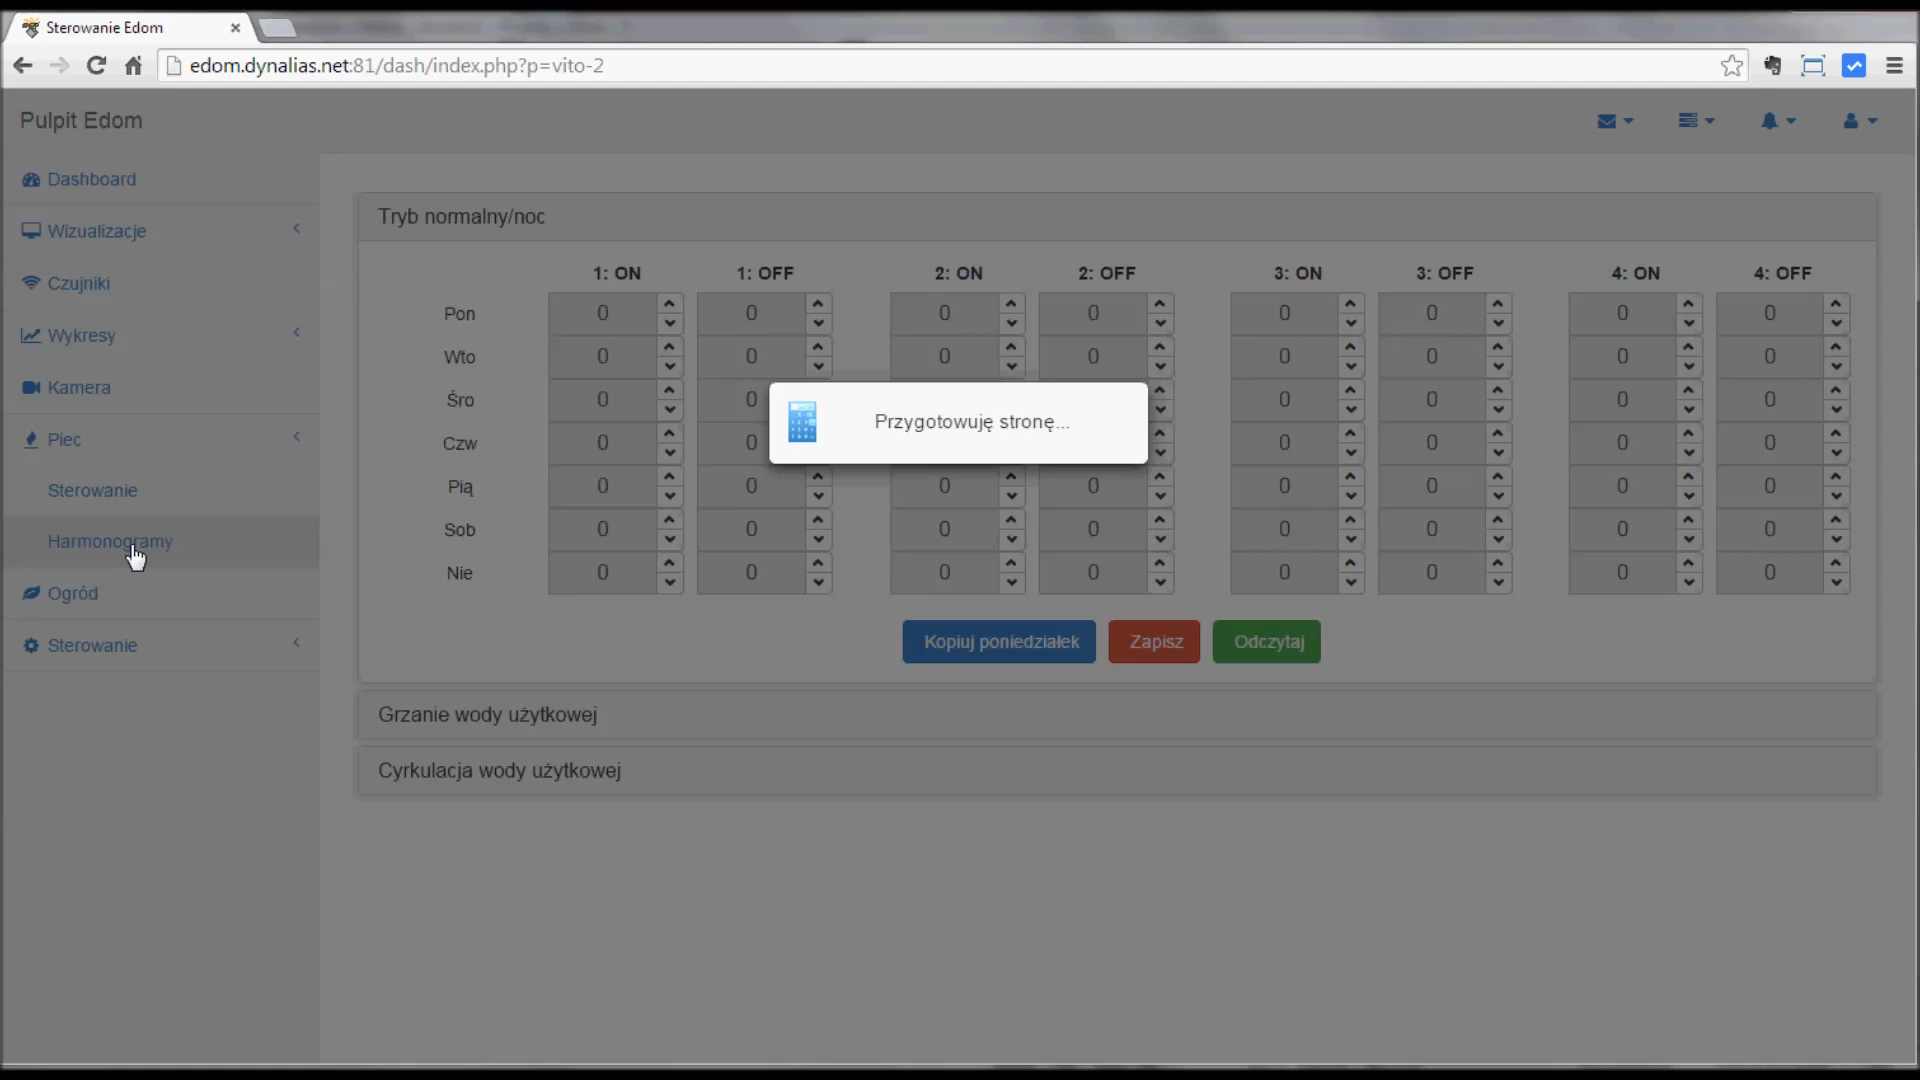 Sterowanie Edom
edom.dynalias.net:81/dash/index.php?p=vito-2
Pulpit Edom
Dashboard
Wizualizacje
Czujniki
Wykresy
Kamera
Piec
Sterowanie
Harmonogramy
Ogród
Sterowanie
Tryb normalny/noc
1: ON 1: OFF 2: ON 2: OFF 3: ON 3: OFF 4: ON 4: OFF
Pon 0 0 0 0 0 0 0 0
Wto 0 0 0 0 0 0 0 0
Śro 0 0 0 0 0 0
Czw 0 0 0 0 0 0
Pią 0 0 0 0 0 0 0 0
Sob 0 0 0 0 0 0 0 0
Nie 0 0 0 0 0 0 0 0
Przygotowuję stronę...
Kopiuj poniedziałek Zapisz Odczytaj
Grzanie wody użytkowej
Cyrkulacja wody użytkowej